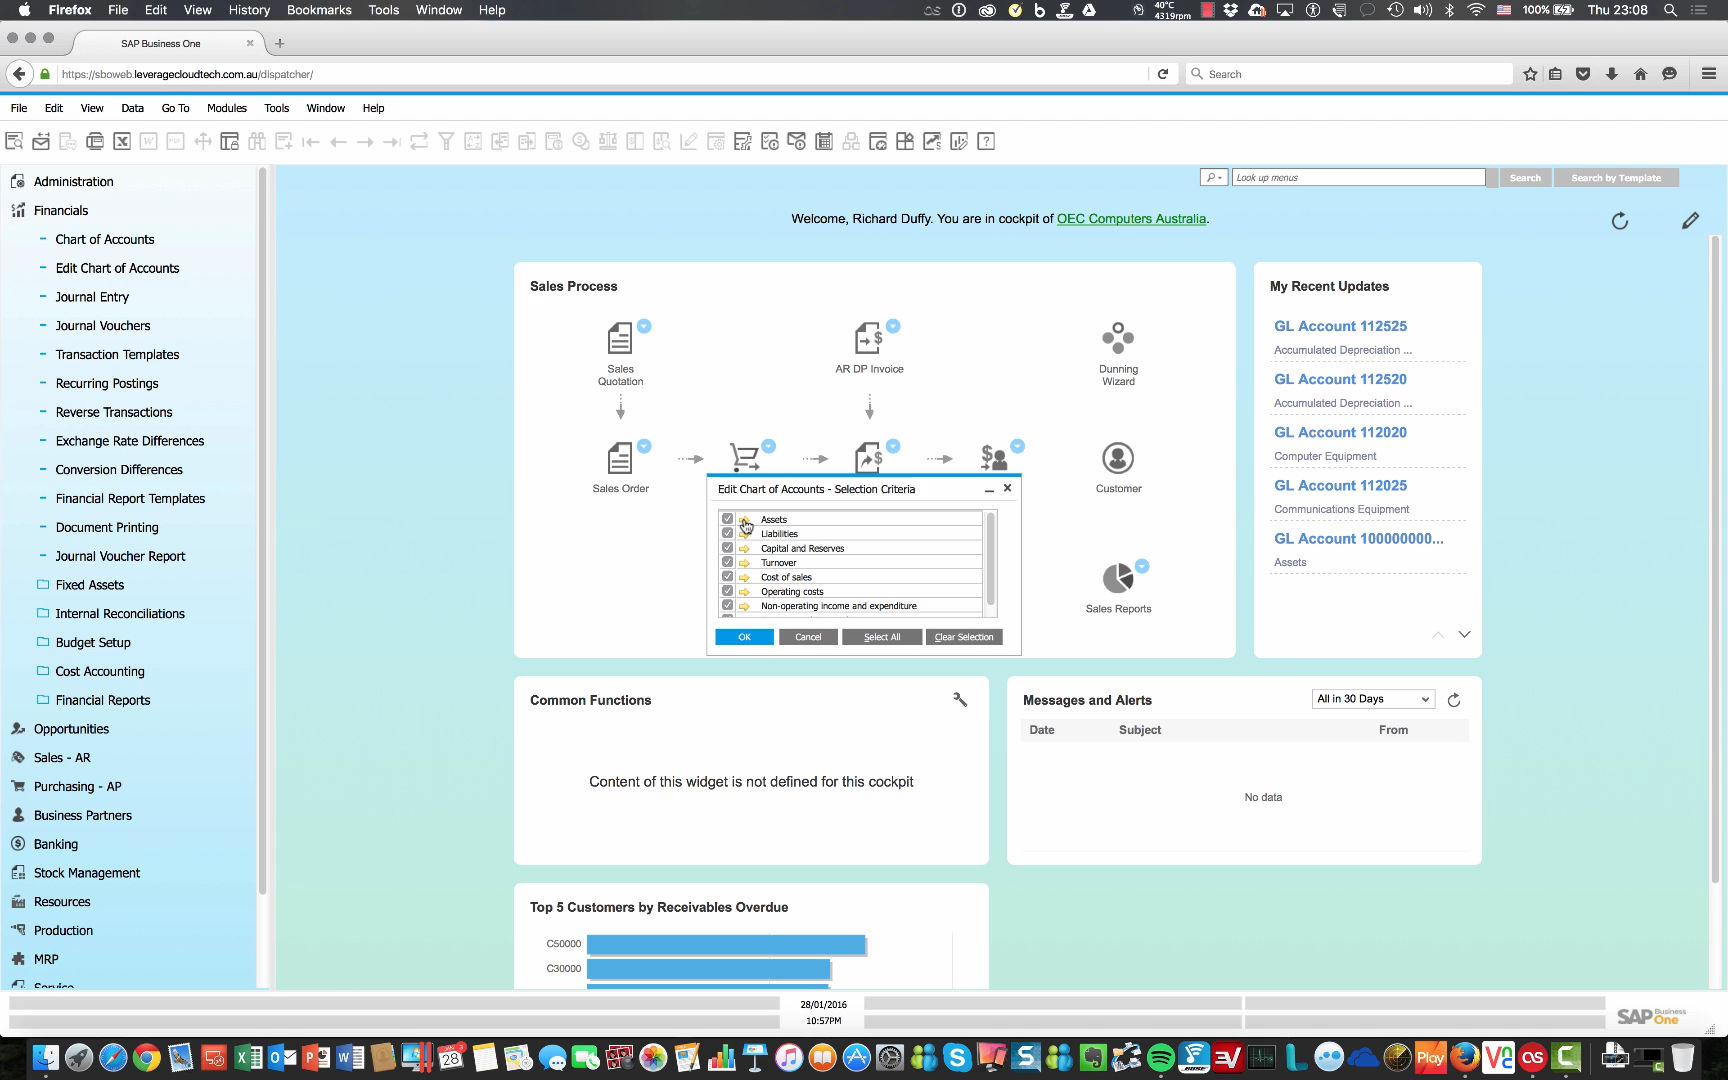 Firefox File Edit View History Bookmarks Tools Window Help
40°C
4319rpm
100%
Thu 23:08
SAP Business One
https://sboweb.leveragecloudtech.com.au/dispatcher/
Search
File Edit View Data Go To Modules Tools Window Help
Look up menus
Search
Search by Template
Welcome, Richard Duffy. You are in cockpit of OEC Computers Australia.
Administration
Financials
Chart of Accounts
Edit Chart of Accounts
Journal Entry
Journal Vouchers
Transaction Templates
Recurring Postings
Reverse Transactions
Exchange Rate Differences
Conversion Differences
Financial Report Templates
Document Printing
Journal Voucher Report
Fixed Assets
Internal Reconciliations
Budget Setup
Cost Accounting
Financial Reports
Opportunities
Sales - AR
Purchasing - AP
Business Partners
Banking
Stock Management
Resources
Production
MRP
Service
Sales Process
Sales
Quotation
AR DP Invoice
Dunning
Wizard
Sales Order
Customer
Sales Reports
Edit Chart of Accounts - Selection Criteria
Assets
Liabilities
Capital and Reserves
Turnover
Cost of sales
Operating costs
Non-operating income and expenditure
OK
Cancel
Select All
Clear Selection
My Recent Updates
GL Account 112525
Accumulated Depreciation ...
GL Account 112520
Accumulated Depreciation ...
GL Account 112020
Computer Equipment
GL Account 112025
Communications Equipment
GL Account 100000000...
Assets
Common Functions
Content of this widget is not defined for this cockpit
Messages and Alerts
All in 30 Days
Date Subject From
No data
Top 5 Customers by Receivables Overdue
C50000
C30000
28/01/2016
10:57PM
SAP Business
One
28
Play